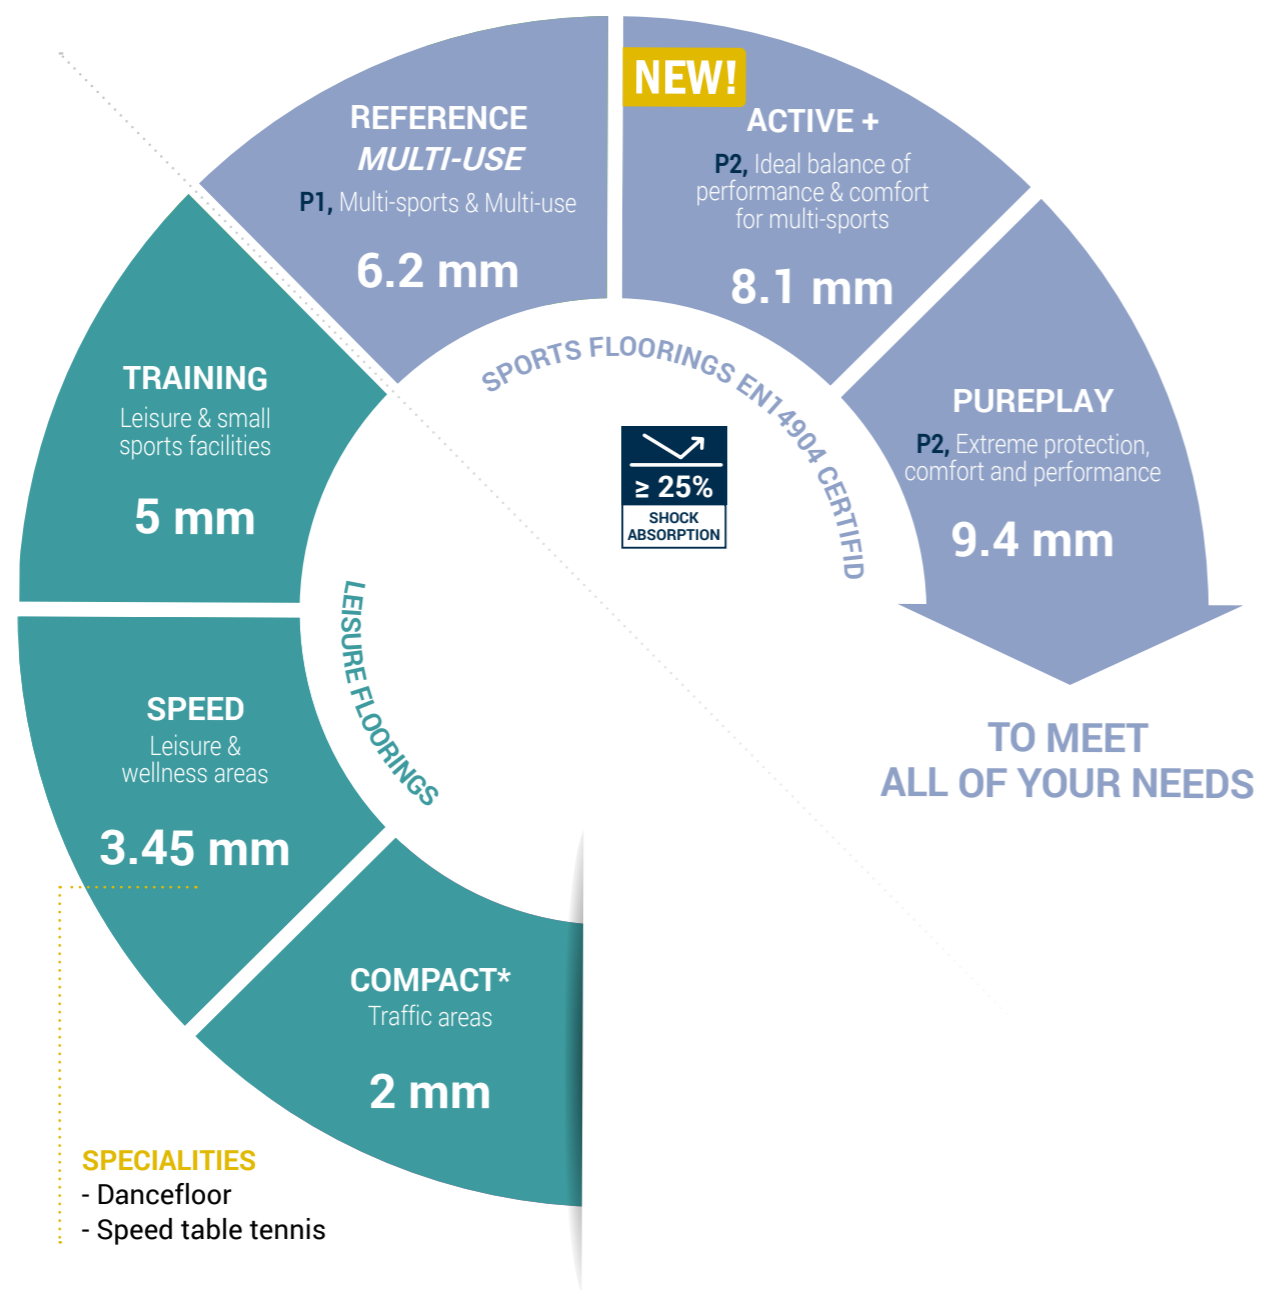 NEW!
REFERENCE
MULTI-USE
P1, Multi-sports & Multi-use
6.2 mm
ACTIVE +
P2, Ideal balance of
performance & comfort
for multi-sports
8.1 mm
PUREPLAY
P2, Extreme protection,
comfort and performance
9.4 mm
TRAINING
Leisure & small
sports facilities
5 mm
SPORTS FLOORINGS EN14904 CERTIFID
≥ 25%
SHOCK
ABSORPTION
LEISURE FLOORINGS
SPEED
Leisure &
wellness areas
3.45 mm
TO MEET
ALL OF YOUR NEEDS
COMPACT*
Traffic areas
2 mm
SPECIALITIES
- Dancefloor
- Speed table tennis